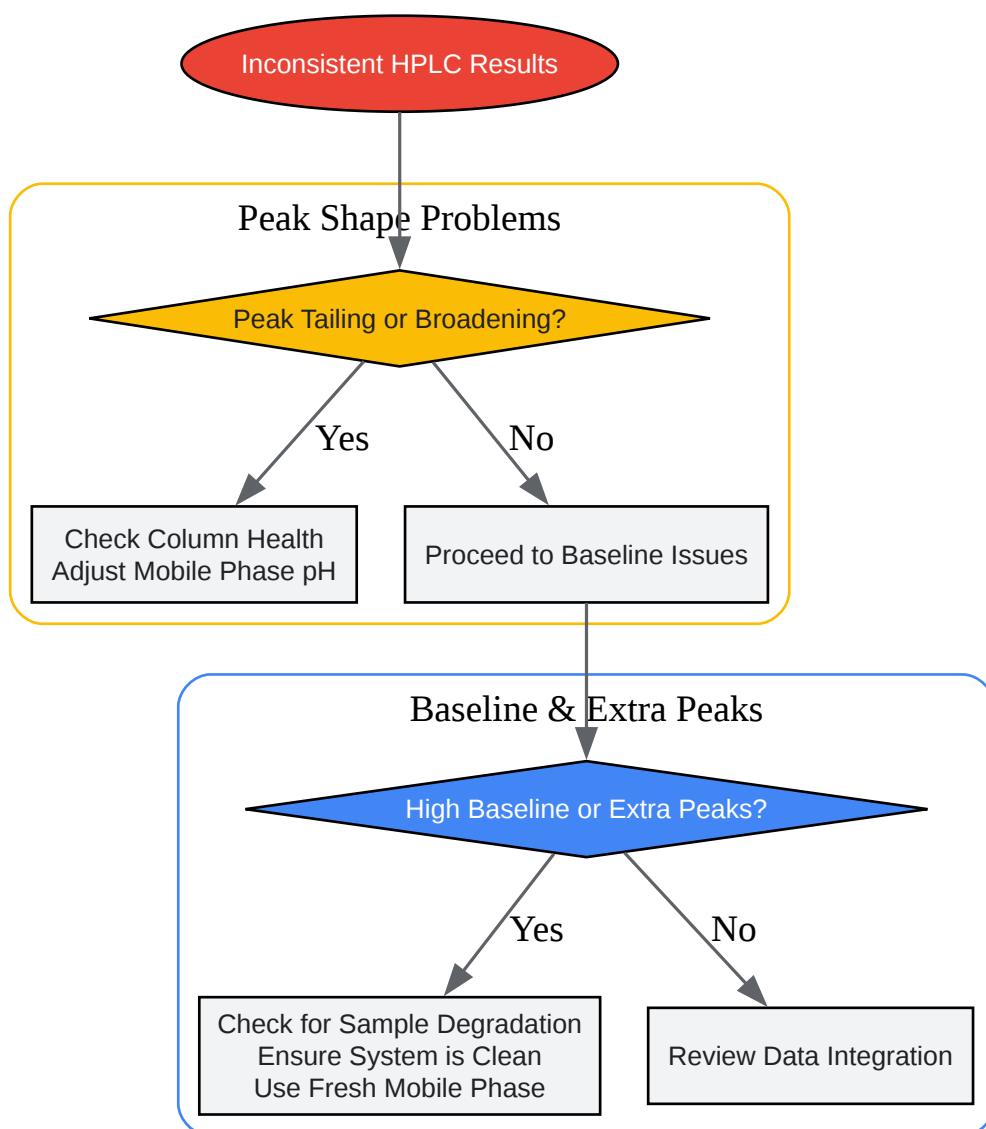 Inconsistent HPLC Results
Peak Shape Problems
Peak Tailing or Broadening?
Yes
No
Check Column Health
Adjust Mobile Phase pH
Proceed to Baseline Issues
Baseline & Extra Peaks
High Baseline or Extra Peaks?
Yes
No
Check for Sample Degradation
Ensure System is Clean
Use Fresh Mobile Phase
Review Data Integration